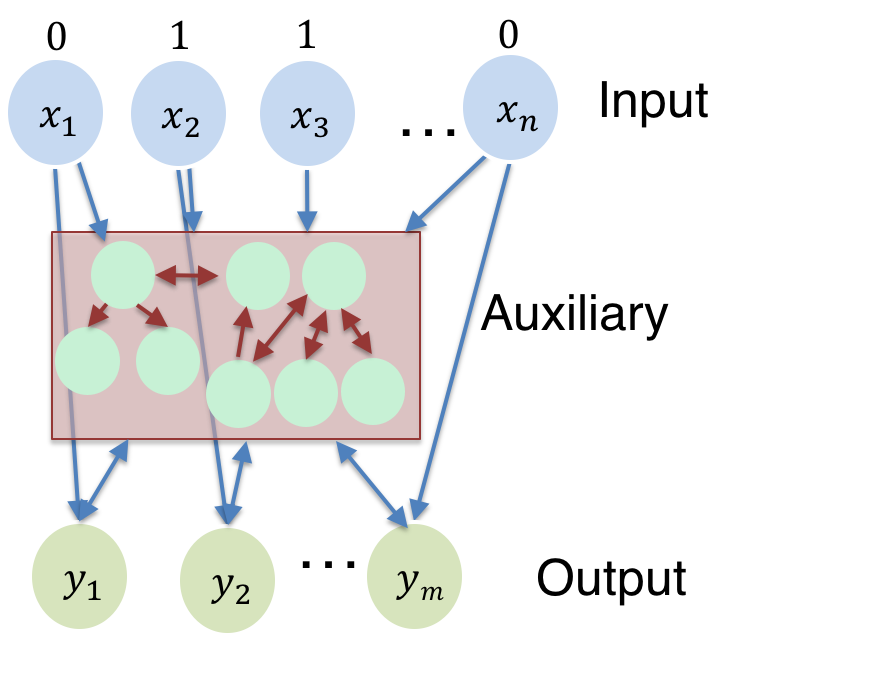 0 1 1 0
x₁ x₂ x₃ ... xₙ Input
Auxiliary
y₁ y₂ ... yₘ Output